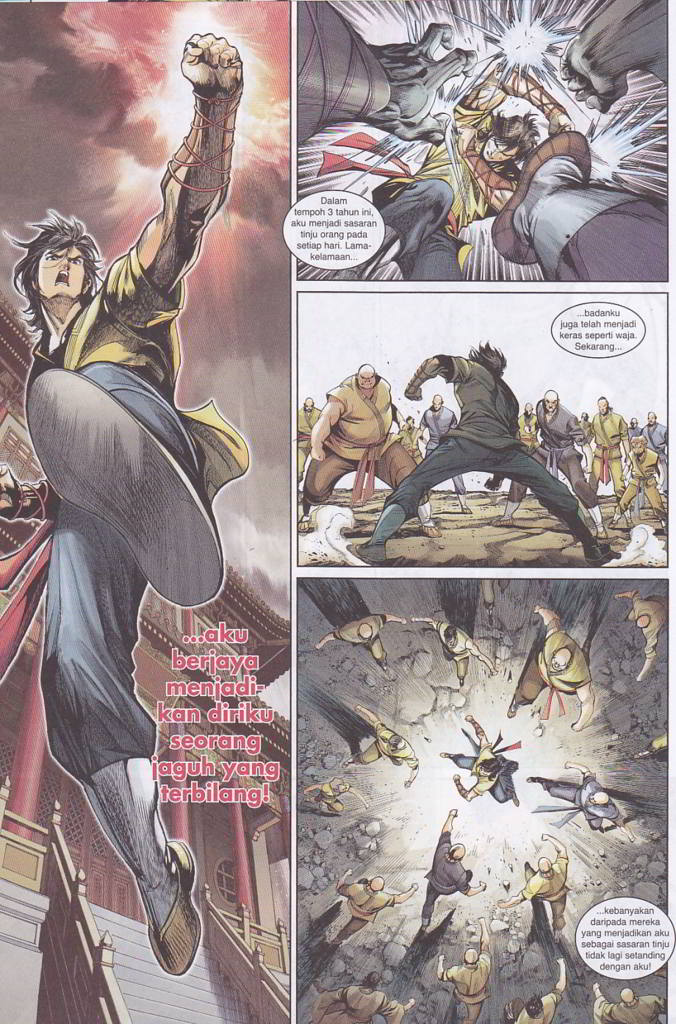 Dalam
tempoh 3 tahun ini,
aku menjadi sasaran
tinju orang pada
setiap hari. Lama-
kelamaan...
...badanku
juga telah menjadi
keras seperti waja.
Sekarang...
...kebanyakan
daripada mereka
yang menjadikan aku
sebagai sasaran tinju
tidak lagi setanding
dengan aku!
...aku
berjaya
menjadi-
kan diriku
seorang
jaguh yang
terbilang!